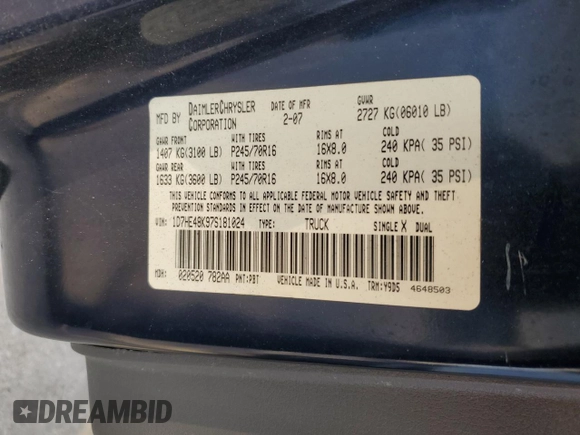 MFD BY DAIMLERCHRYSLER CORPORATION DATE OF MFR 2-07 GVWR 2727 KG(06010 LB)
GAWR FRONT WITH TIRES RIMS AT COLD
1407 KG(3100 LB) P245/70R16 16X8.0 240 KPA( 35 PSI)
GAWR REAR WITH TIRES RIMS AT COLD
1633 KG(3600 LB) P245/70R16 16X8.0 240 KPA( 35 PSI)
THIS VEHICLE CONFORMS TO ALL APPLICABLE FEDERAL MOTOR VEHICLE SAFETY AND THEFT
PREVENTION STANDARDS IN EFFECT ON THE DATE OF MANUFACTURE SHOWN ABOVE.
VIN: 1D7HE48K97S181024 TYPE: TRUCK SINGLE X DUAL
MDH: 020520 782AA PNT:PBT VEHICLE MADE IN U.S.A. TRM:Y9D5 4648503
DREAMBID